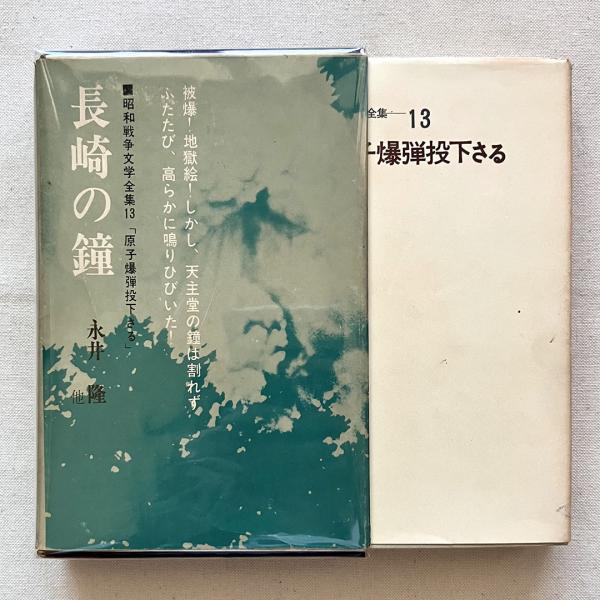 被爆！地獄絵！しかし、天主堂の鐘は割れず
ふたたび、高らかに鳴りひびいた！
昭和戦争文学全集13「原子爆弾投下さる」
長崎の鐘
永井 隆
他
全集―13
子爆弾投下さる